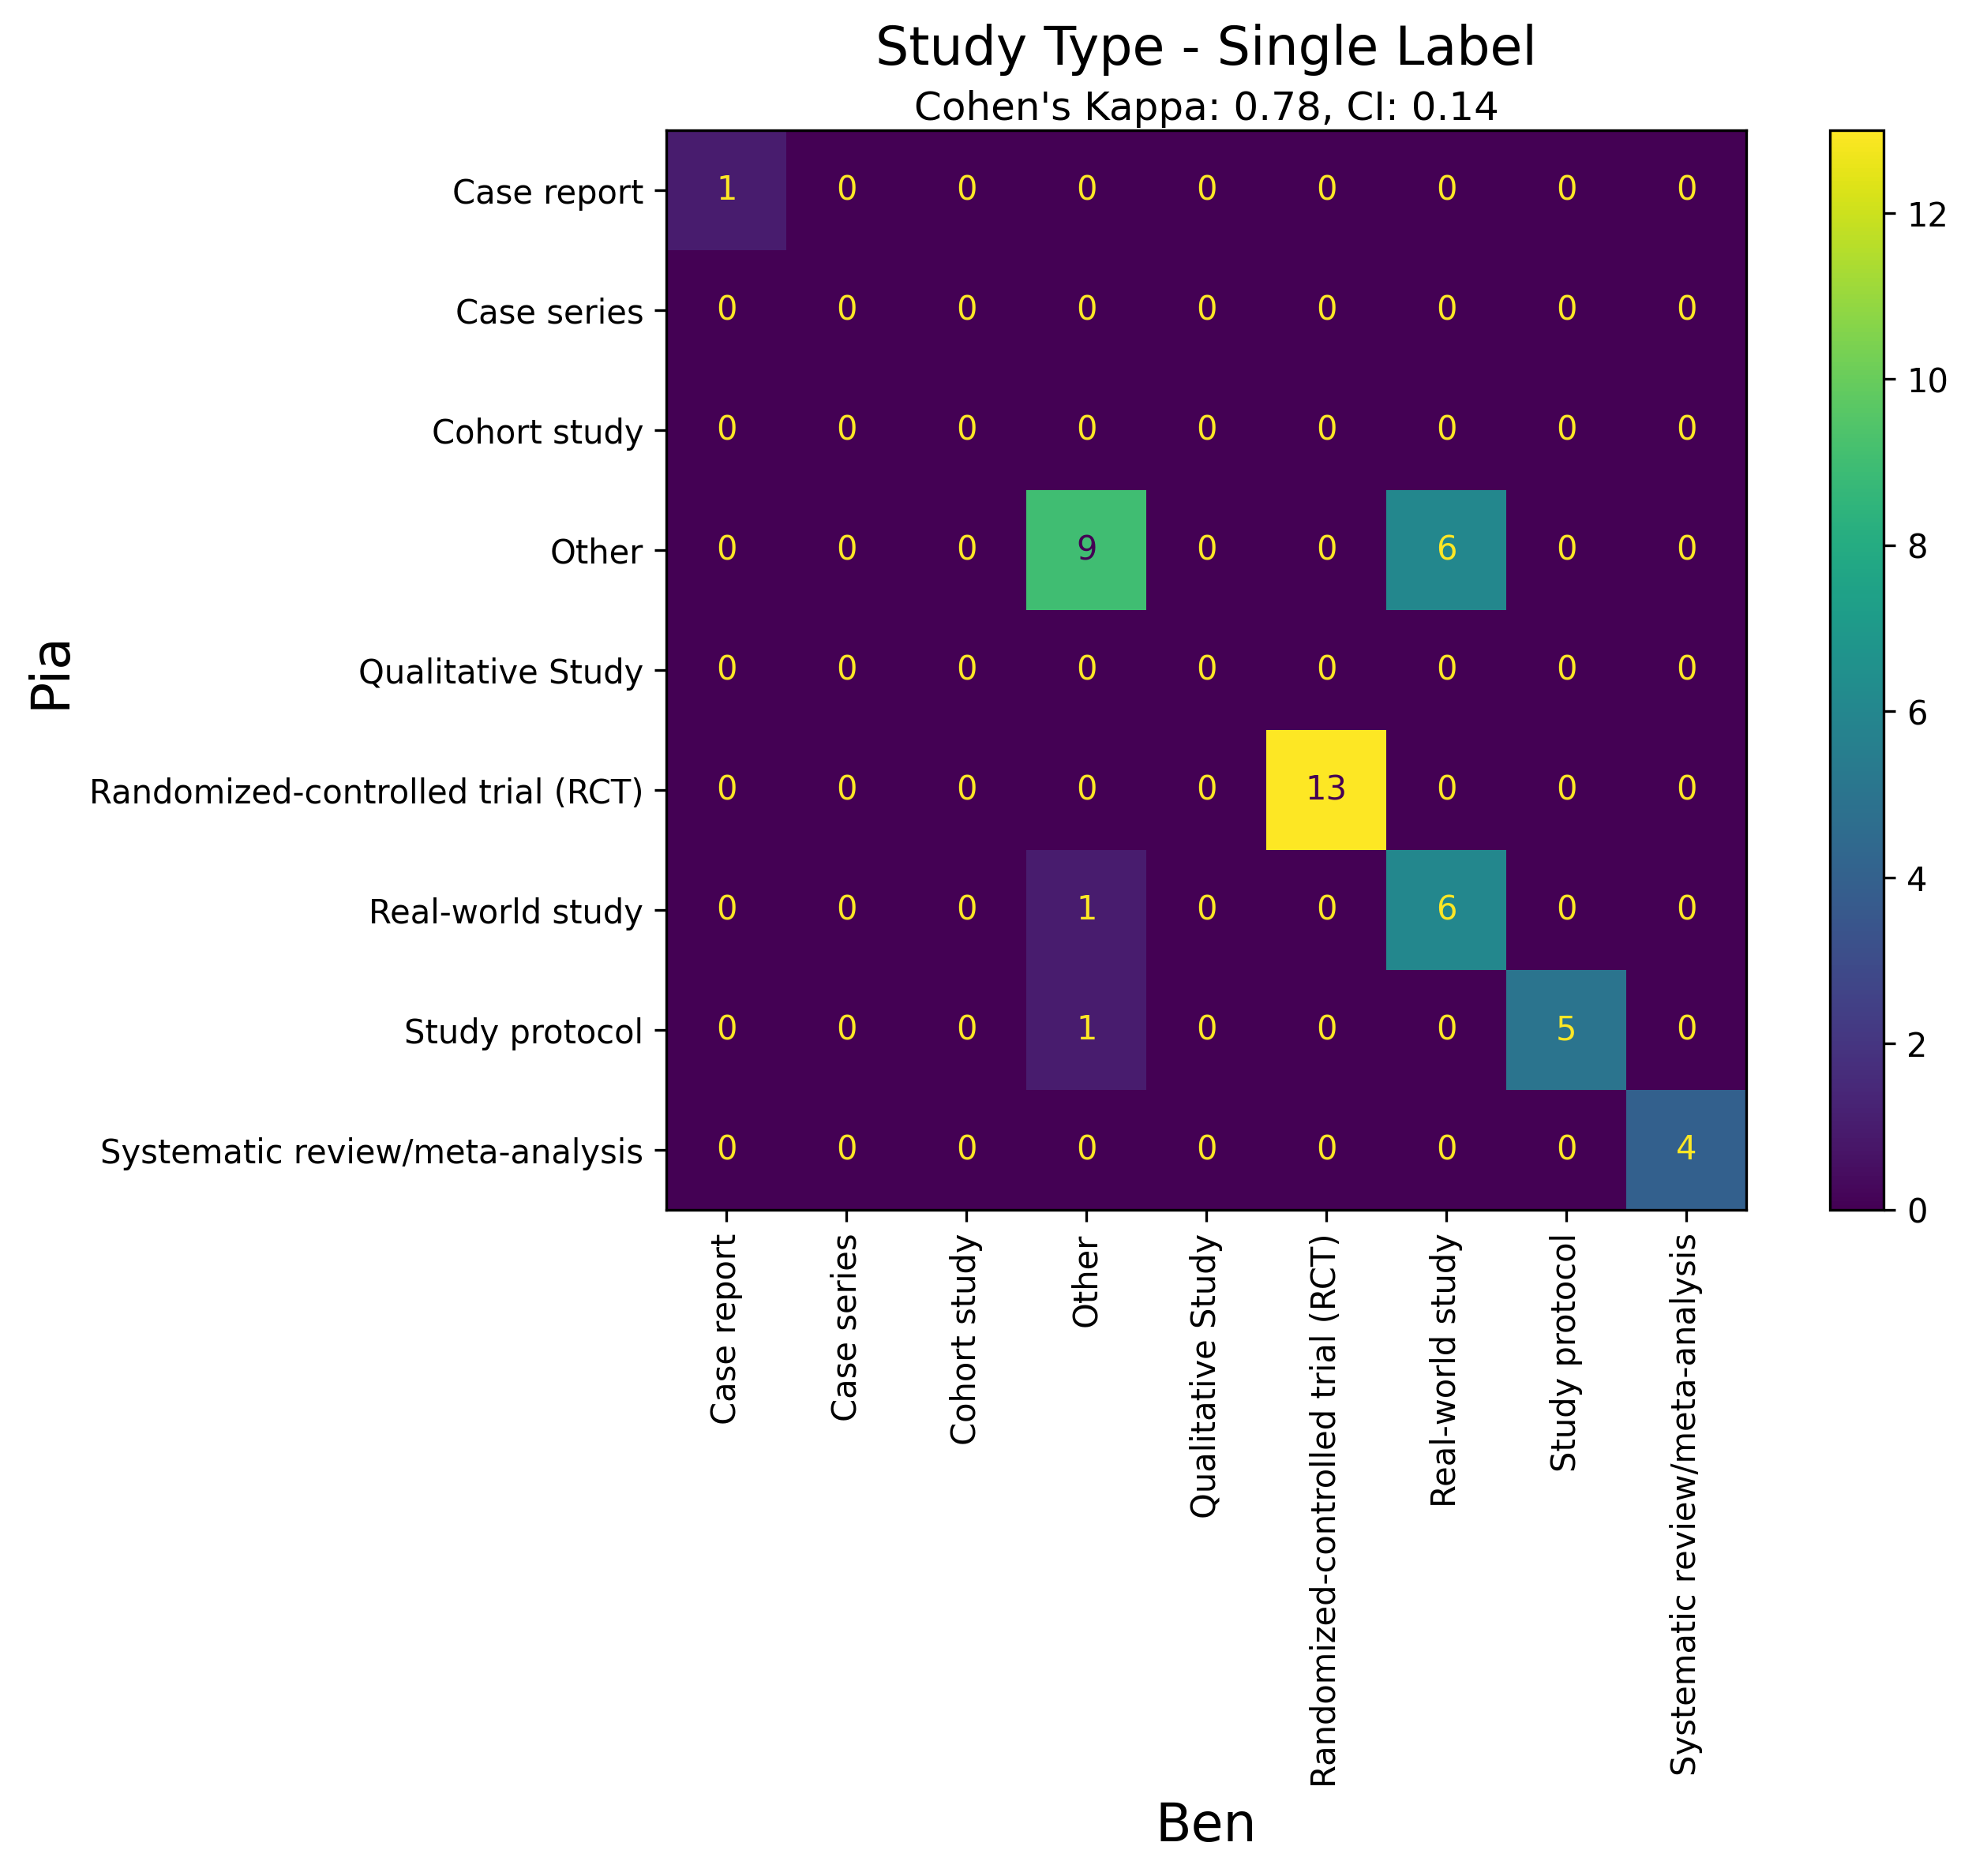 Study Type - Single Label
Cohen's Kappa: 0.78, CI: 0.14
Pia
Case report 1 0 0 0 0 0 0 0 0
Case series 0 0 0 0 0 0 0 0 0
Cohort study 0 0 0 0 0 0 0 0 0
Other 0 0 0 9 0 0 6 0 0
Qualitative Study 0 0 0 0 0 0 0 0 0
Randomized-controlled trial (RCT) 0 0 0 0 0 13 0 0 0
Real-world study 0 0 0 1 0 0 6 0 0
Study protocol 0 0 0 1 0 0 0 5 0
Systematic review/meta-analysis 0 0 0 0 0 0 0 0 4
Case report
Case series
Cohort study
Other
Qualitative Study
Randomized-controlled trial (RCT)
Real-world study
Study protocol
Systematic review/meta-analysis
Ben
12
10
8
6
4
2
0